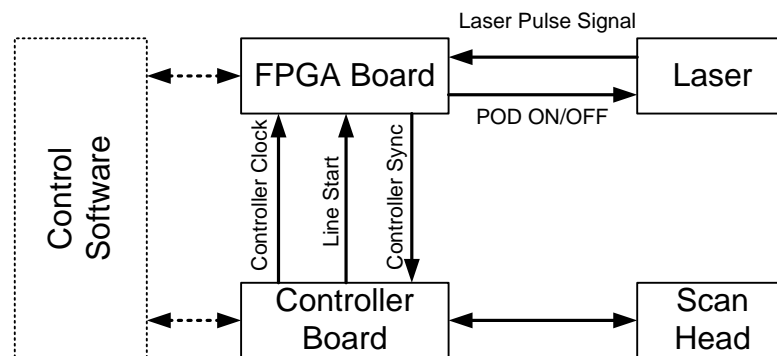 Laser Pulse Signal
FPGA Board
Laser
POD ON/OFF
Control
Software
Controller Clock
Line Start
Controller Sync
Controller
Board
Scan
Head